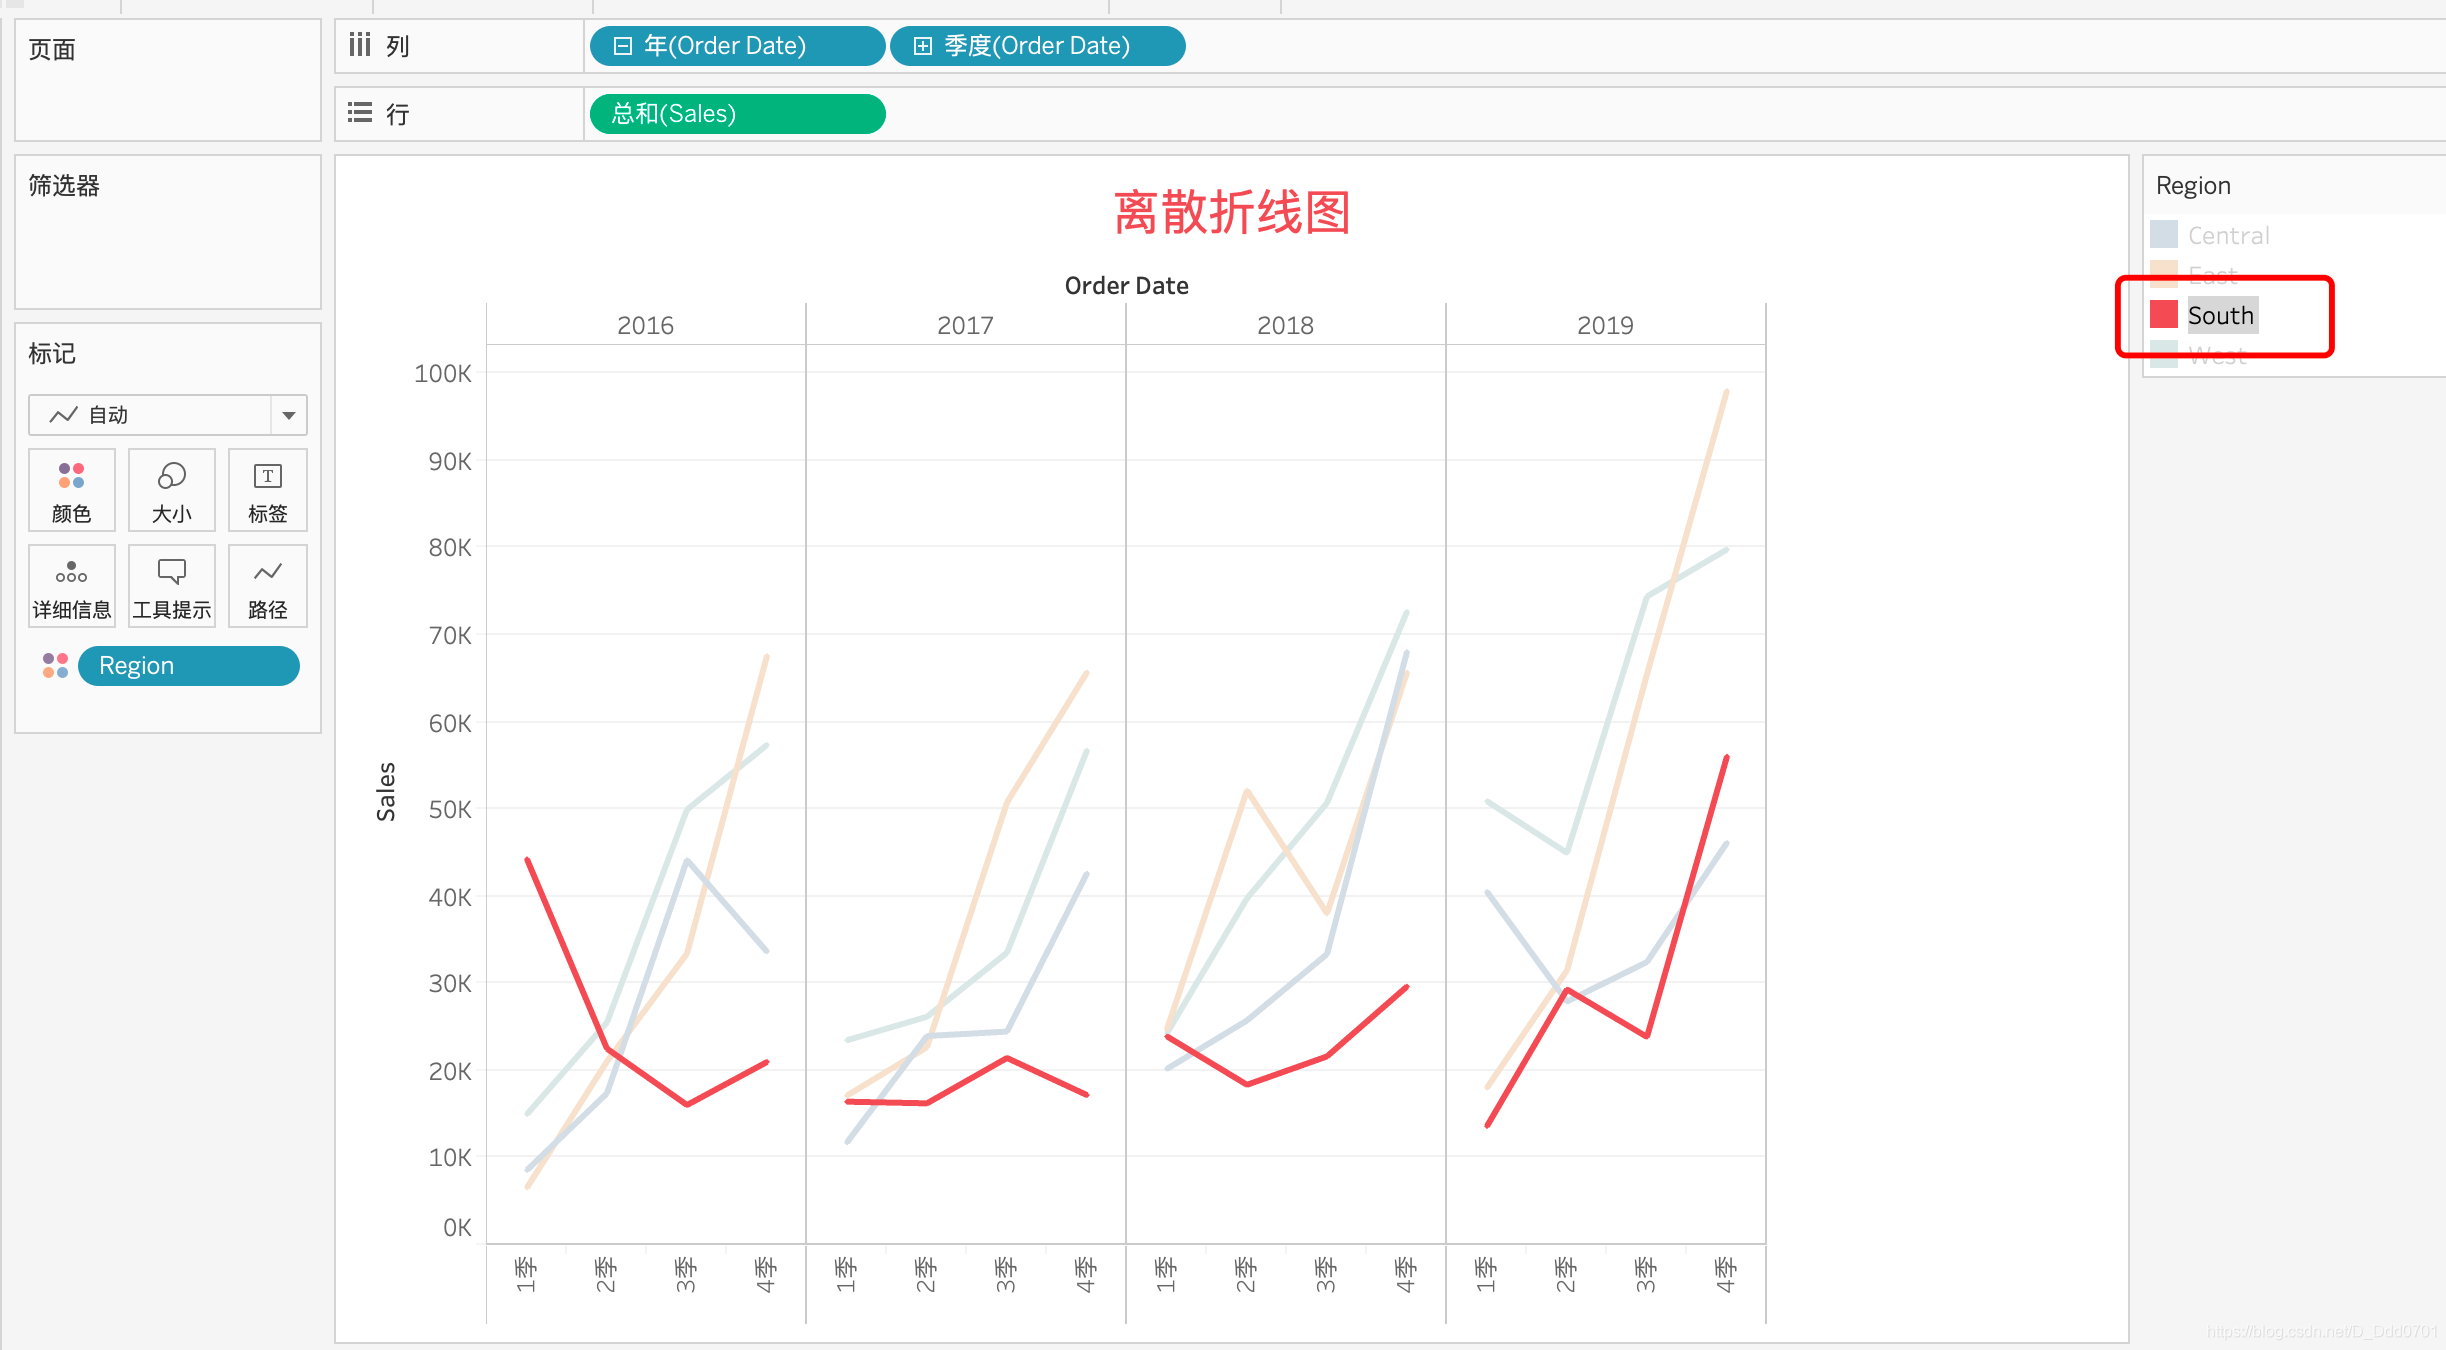 页面
列
年(Order Date)
季度(Order Date)
行
总和(Sales)
筛选器
标记
自动
颜色
大小
标签
详细信息
工具提示
路径
Region
离散折线图
Order Date
2016
2017
2018
2019
Sales
100K
90K
80K
70K
60K
50K
40K
30K
20K
10K
0K
1季
2季
3季
4季
1季
2季
3季
4季
1季
2季
3季
4季
1季
2季
3季
4季
Region
Central
East
South
West
https://blog.csdn.net/D_Ddd0701